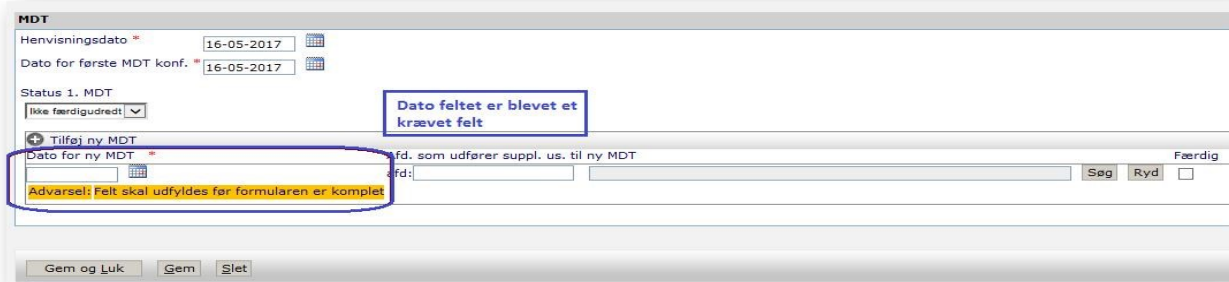 MDT
Henvisningsdato * 16-05-2017
Dato for første MDT konf. * 16-05-2017
Status 1. MDT
Ikke færdigudredt
Dato feltet er blevet et
krævet felt
Tilføj ny MDT
Dato for ny MDT * Afd. som udfører suppl. us. til ny MDT Færdig
afd: Søg Ryd
Advarsel: Felt skal udfyldes før formularen er komplet
Gem og Luk Gem Slet